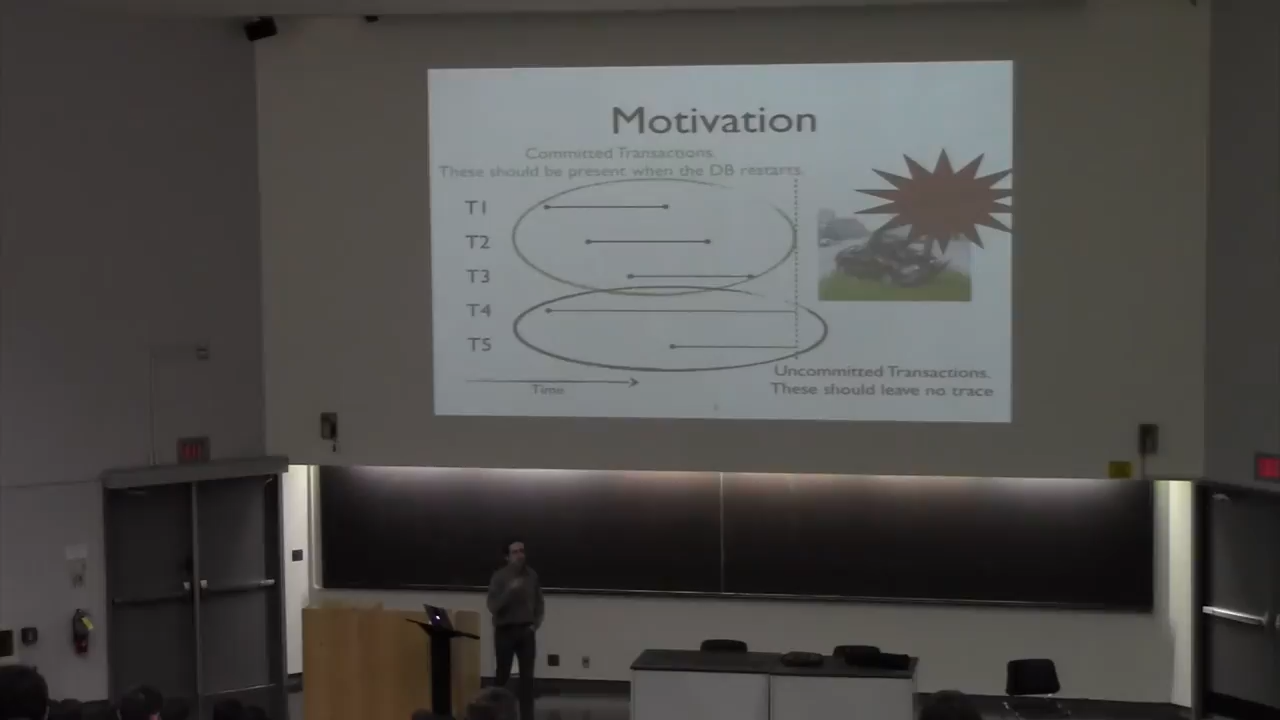 Motivation
Committed Transactions.
These should be present when the DB restarts.
T1
T2
T3
T4
T5
Time
Uncommitted Transactions.
These should leave no trace